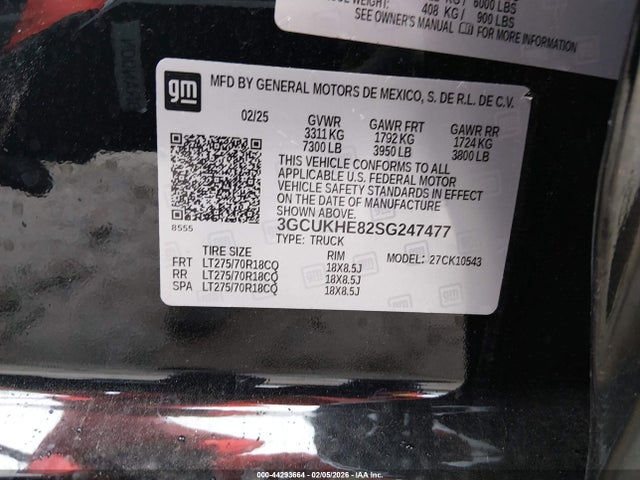 6000 LBS
WEIGHT: 408 KG / 900 LBS
SEE OWNER'S MANUAL FOR MORE INFORMATION
gm
MFD BY GENERAL MOTORS DE MEXICO, S. DE R.L. DE C.V.
02/25 GVWR GAWR FRT GAWR RR
3311 KG 1792 KG 1724 KG
7300 LB 3950 LB 3800 LB
THIS VEHICLE CONFORMS TO ALL
APPLICABLE U.S. FEDERAL MOTOR
VEHICLE SAFETY STANDARDS IN EFFECT
ON THE DATE OF MANUFACTURE
SHOWN ABOVE.
8555 3GCUKHE82SG247477
TYPE: TRUCK
TIRE SIZE RIM MODEL: 27CK10543
FRT LT275/70R18CQ 18X8.5J
RR LT275/70R18CQ 18X8.5J
SPA LT275/70R18CQ 18X8.5J
000-44293664 - 02/05/2026 - IAA Inc.